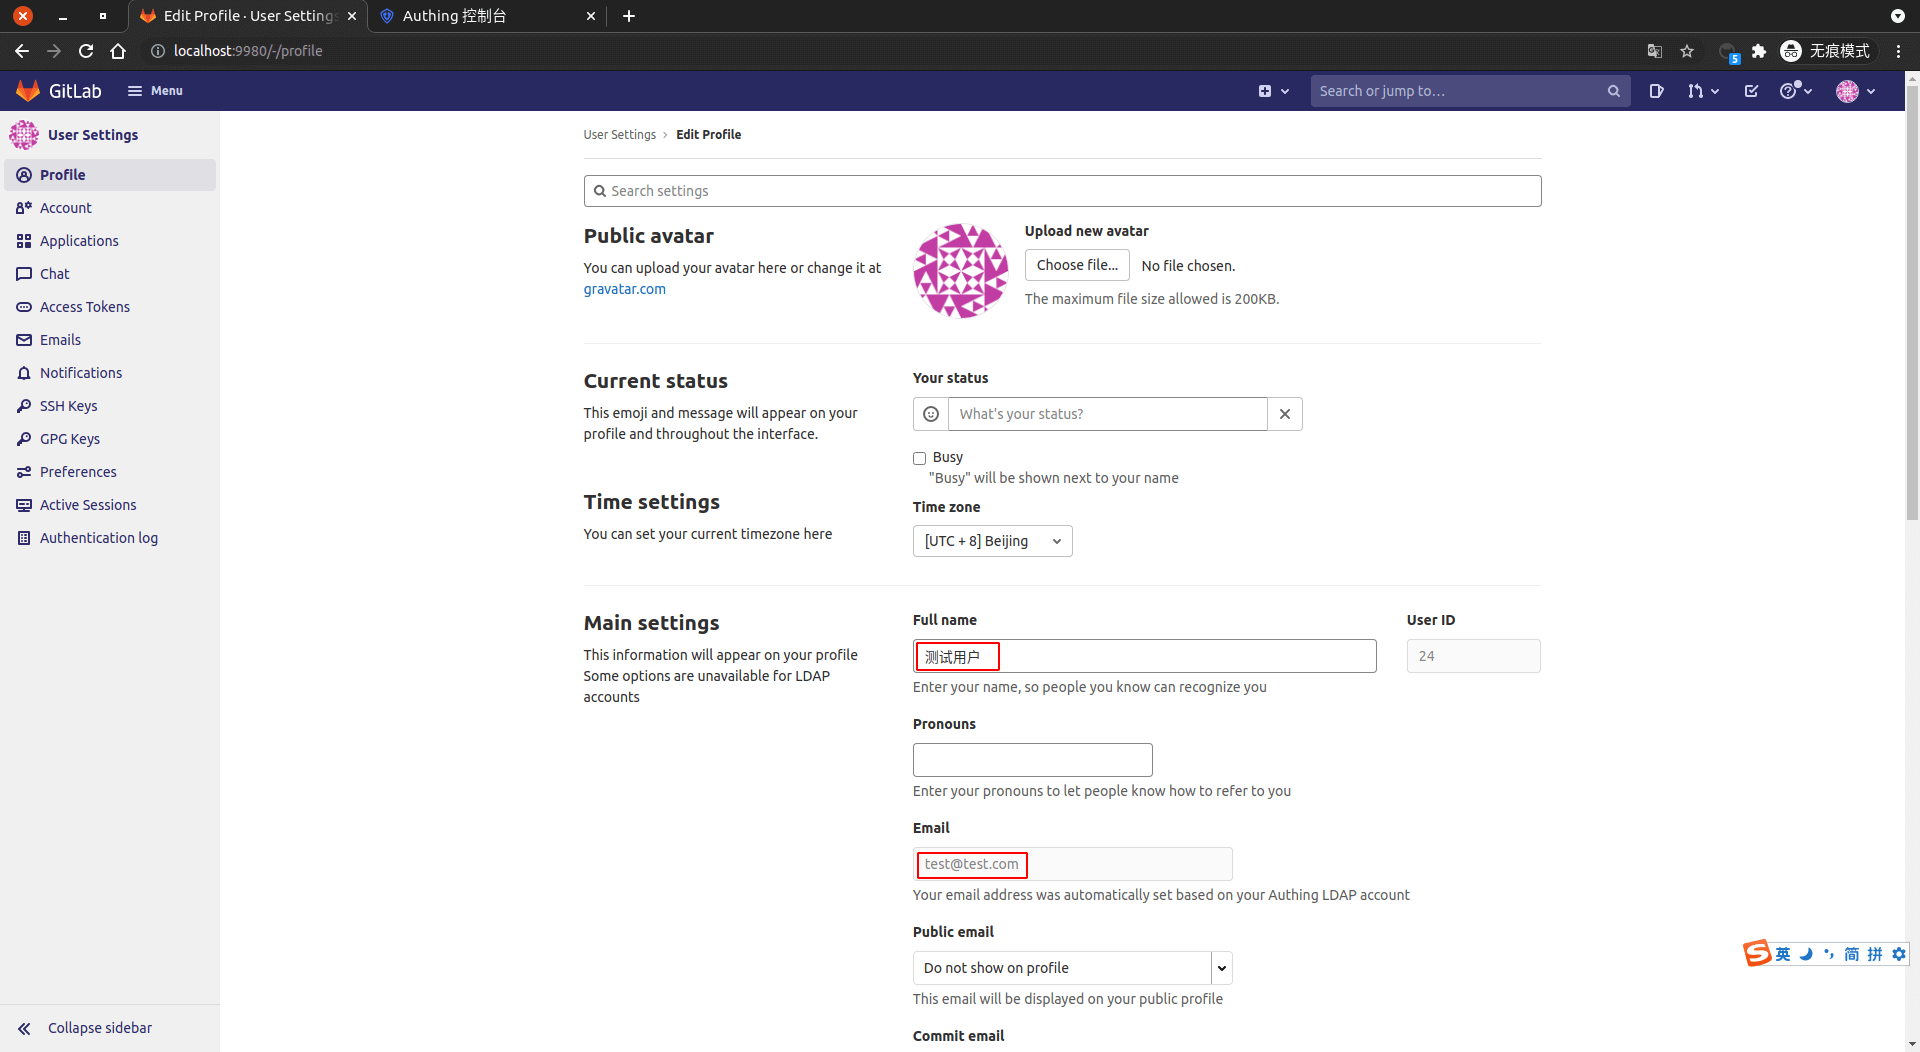 Edit Profile · User Settings
Authing 控制台
localhost:9980/-/profile
5
无痕模式
GitLab
Menu
Search or jump to…
User Settings
Profile
Account
Applications
Chat
Access Tokens
Emails
Notifications
SSH Keys
GPG Keys
Preferences
Active Sessions
Authentication log
Collapse sidebar
User Settings › Edit Profile
Search settings
Public avatar
You can upload your avatar here or change it at
gravatar.com
Upload new avatar
Choose file... No file chosen.
The maximum file size allowed is 200KB.
Current status
This emoji and message will appear on your
profile and throughout the interface.
Your status
What's your status?
Busy
"Busy" will be shown next to your name
Time settings
You can set your current timezone here
Time zone
[UTC + 8] Beijing
Main settings
This information will appear on your profile
Some options are unavailable for LDAP
accounts
Full name
测试用户
Enter your name, so people you know can recognize you
User ID
24
Pronouns
Enter your pronouns to let people know how to refer to you
Email
test@test.com
Your email address was automatically set based on your Authing LDAP account
Public email
Do not show on profile
This email will be displayed on your public profile
Commit email
S 英 简 拼